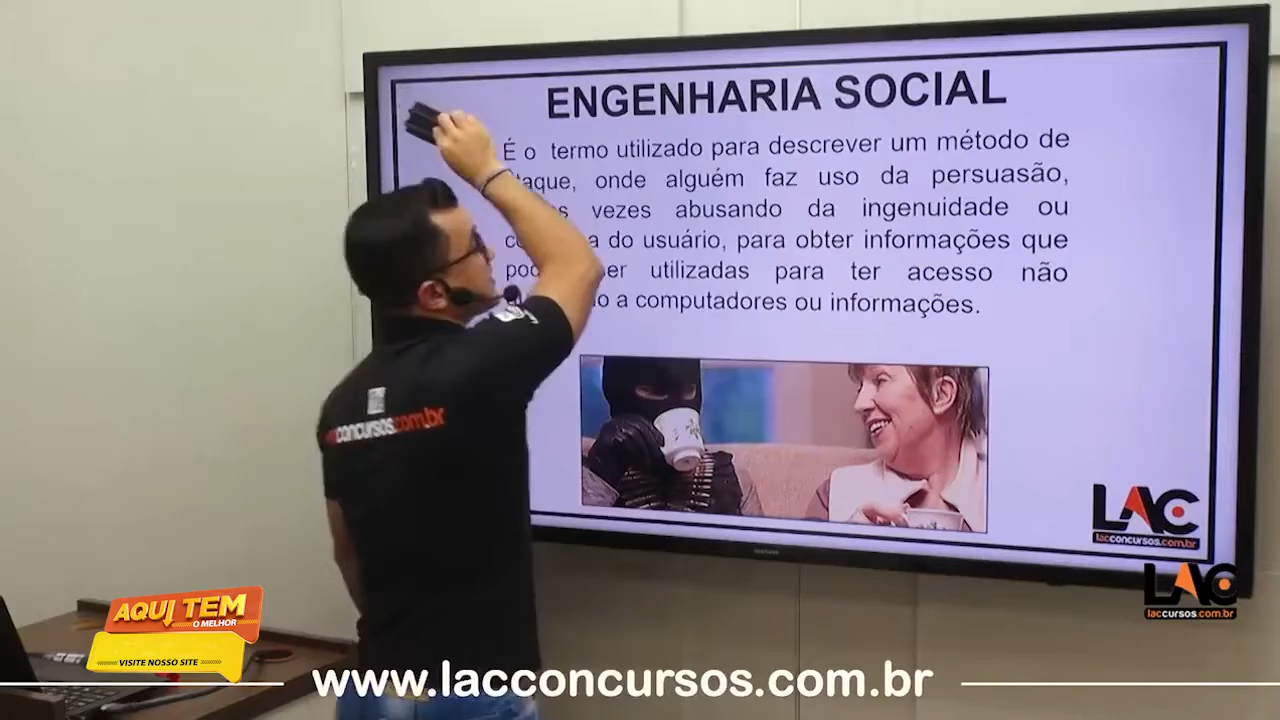 ENGENHARIA SOCIAL
É o termo utilizado para descrever um método de
taque, onde alguém faz uso da persuasão,
vezes abusando da ingenuidade ou
do usuário, para obter informações que
utilizadas para ter acesso não
a computadores ou informações.
concursos.com.br
LAC
lacconcursos.com.br
LAC
laccursos.com.br
AQUI TEM
O MELHOR
VISITE NOSSO SITE
www.lacconcursos.com.br